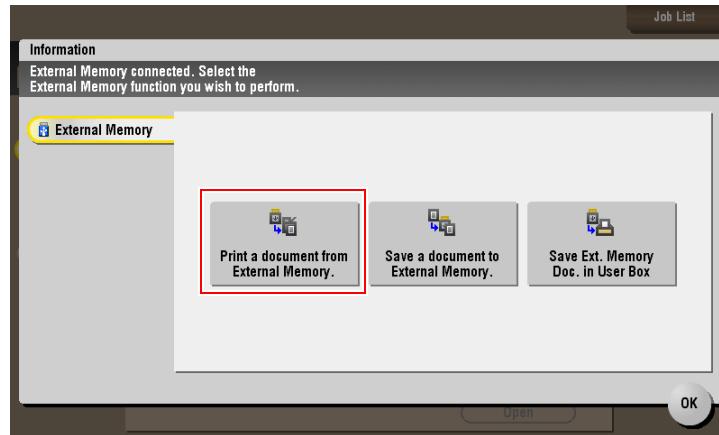 Job List
Information
External Memory connected. Select the
External Memory function you wish to perform.
External Memory
Print a document from
External Memory.
Save a document to
External Memory.
Save Ext. Memory
Doc. in User Box
Open
OK